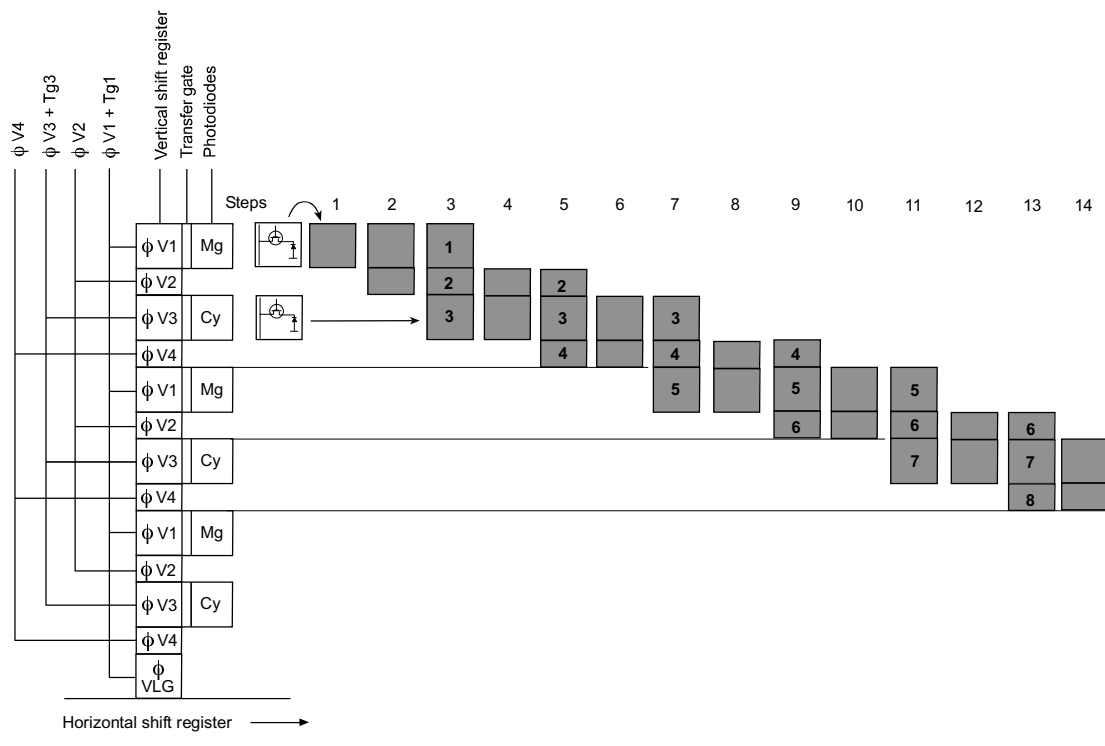 ϕ V4
ϕ V3 + Tg3
ϕ V2
ϕ V1 + Tg1
Vertical shift register
Transfer gate
Photodiodes
Steps 1 2 3 4 5 6 7 8 9 10 11 12 13 14
ϕ V1 Mg 1
ϕ V2 2 2
ϕ V3 Cy 3 3 3
ϕ V4 4 4 4
ϕ V1 Mg 5 5 5
ϕ V2 6 6 6
ϕ V3 Cy 7 7
ϕ V4 8
ϕ V1 Mg
ϕ V2
ϕ V3 Cy
ϕ V4
ϕ
VLG
Horizontal shift register